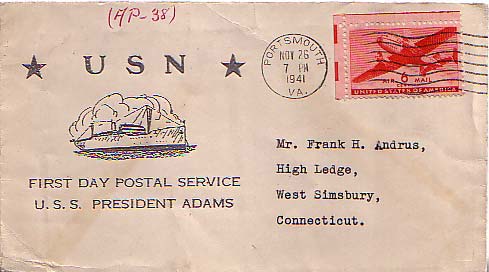 (AP-38)
★ USN ★
FIRST DAY POSTAL SERVICE
U.S.S. PRESIDENT ADAMS
PORTSMOUTH
NOV 26
7 PM
1941
VA.
6¢
AIR MAIL
UNITED STATES OF AMERICA
Mr. Frank H. Andrus,
High Ledge,
West Simsbury,
Connecticut.